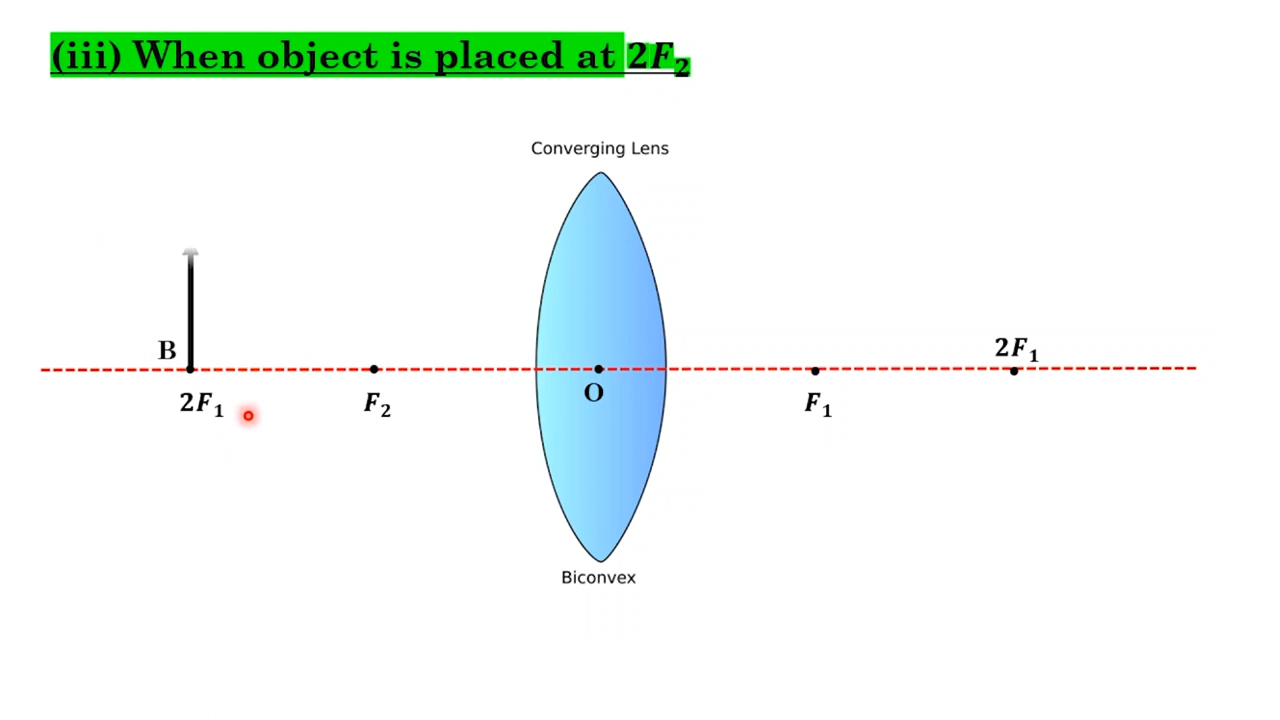 (iii) When object is placed at 2F₂
Converging Lens
B
2F₁
2F₁
F₂
O
F₁
Biconvex